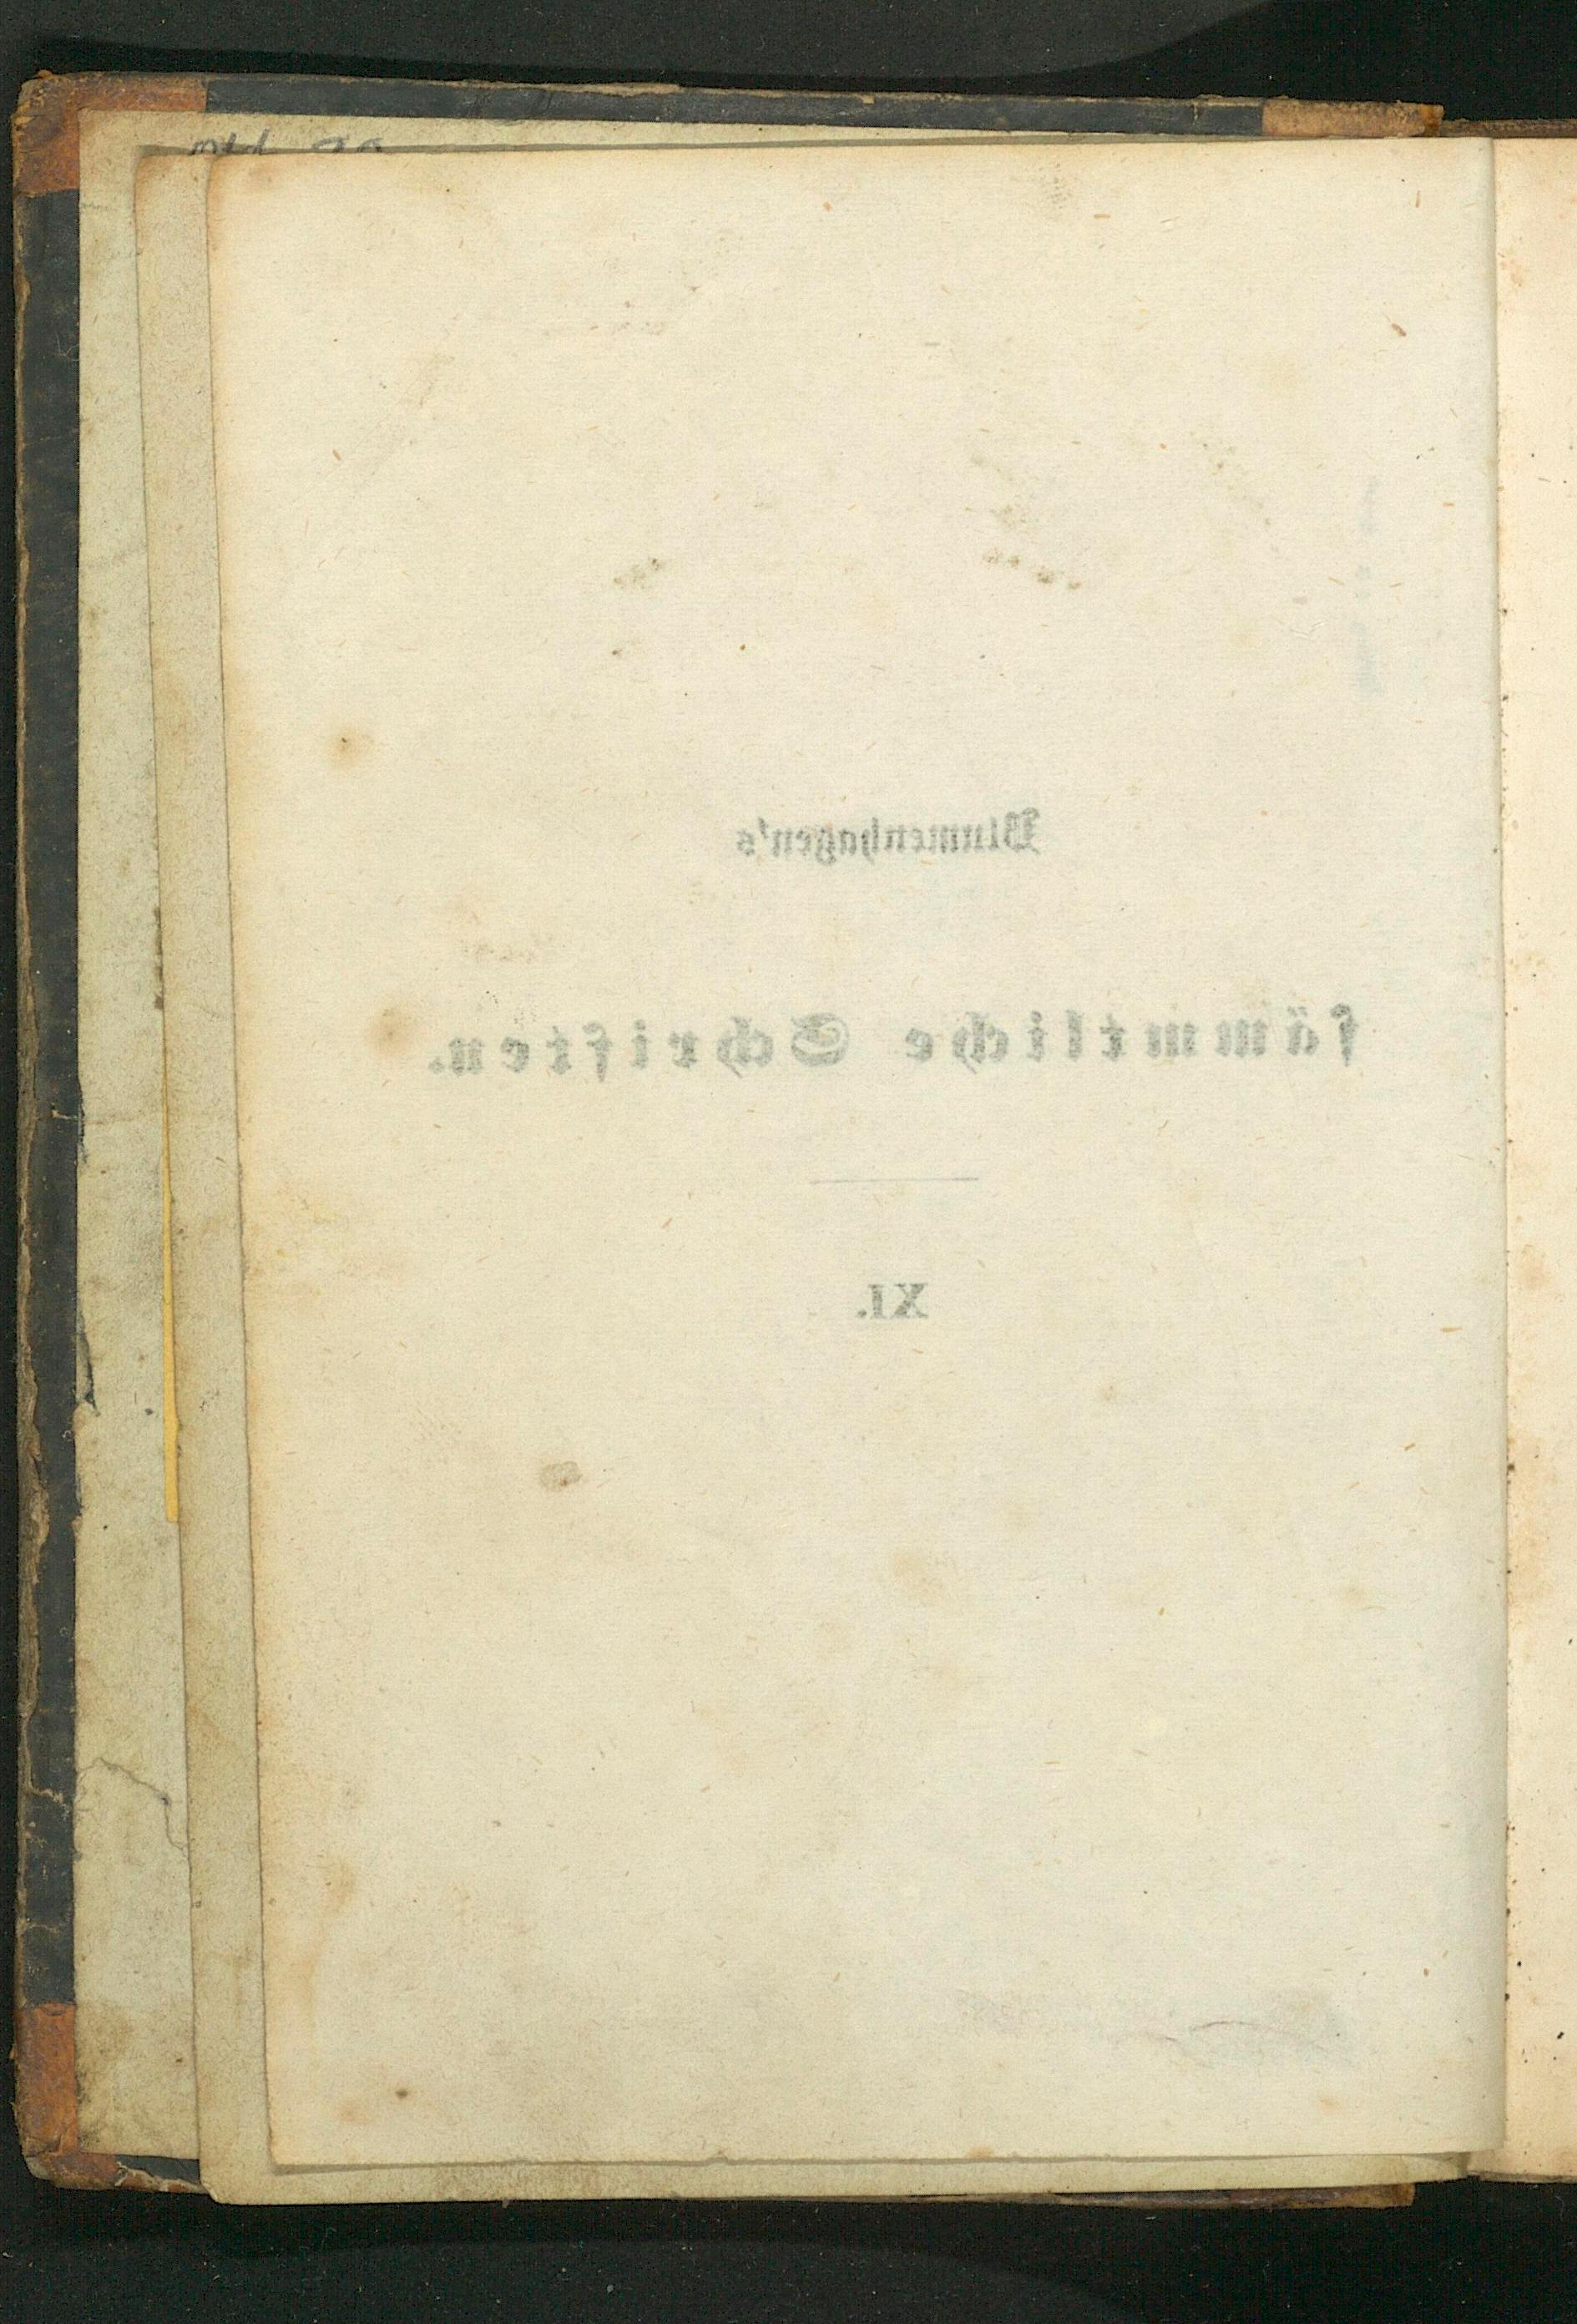 Blumenhagen's
sämmtliche Schriften.
XI.